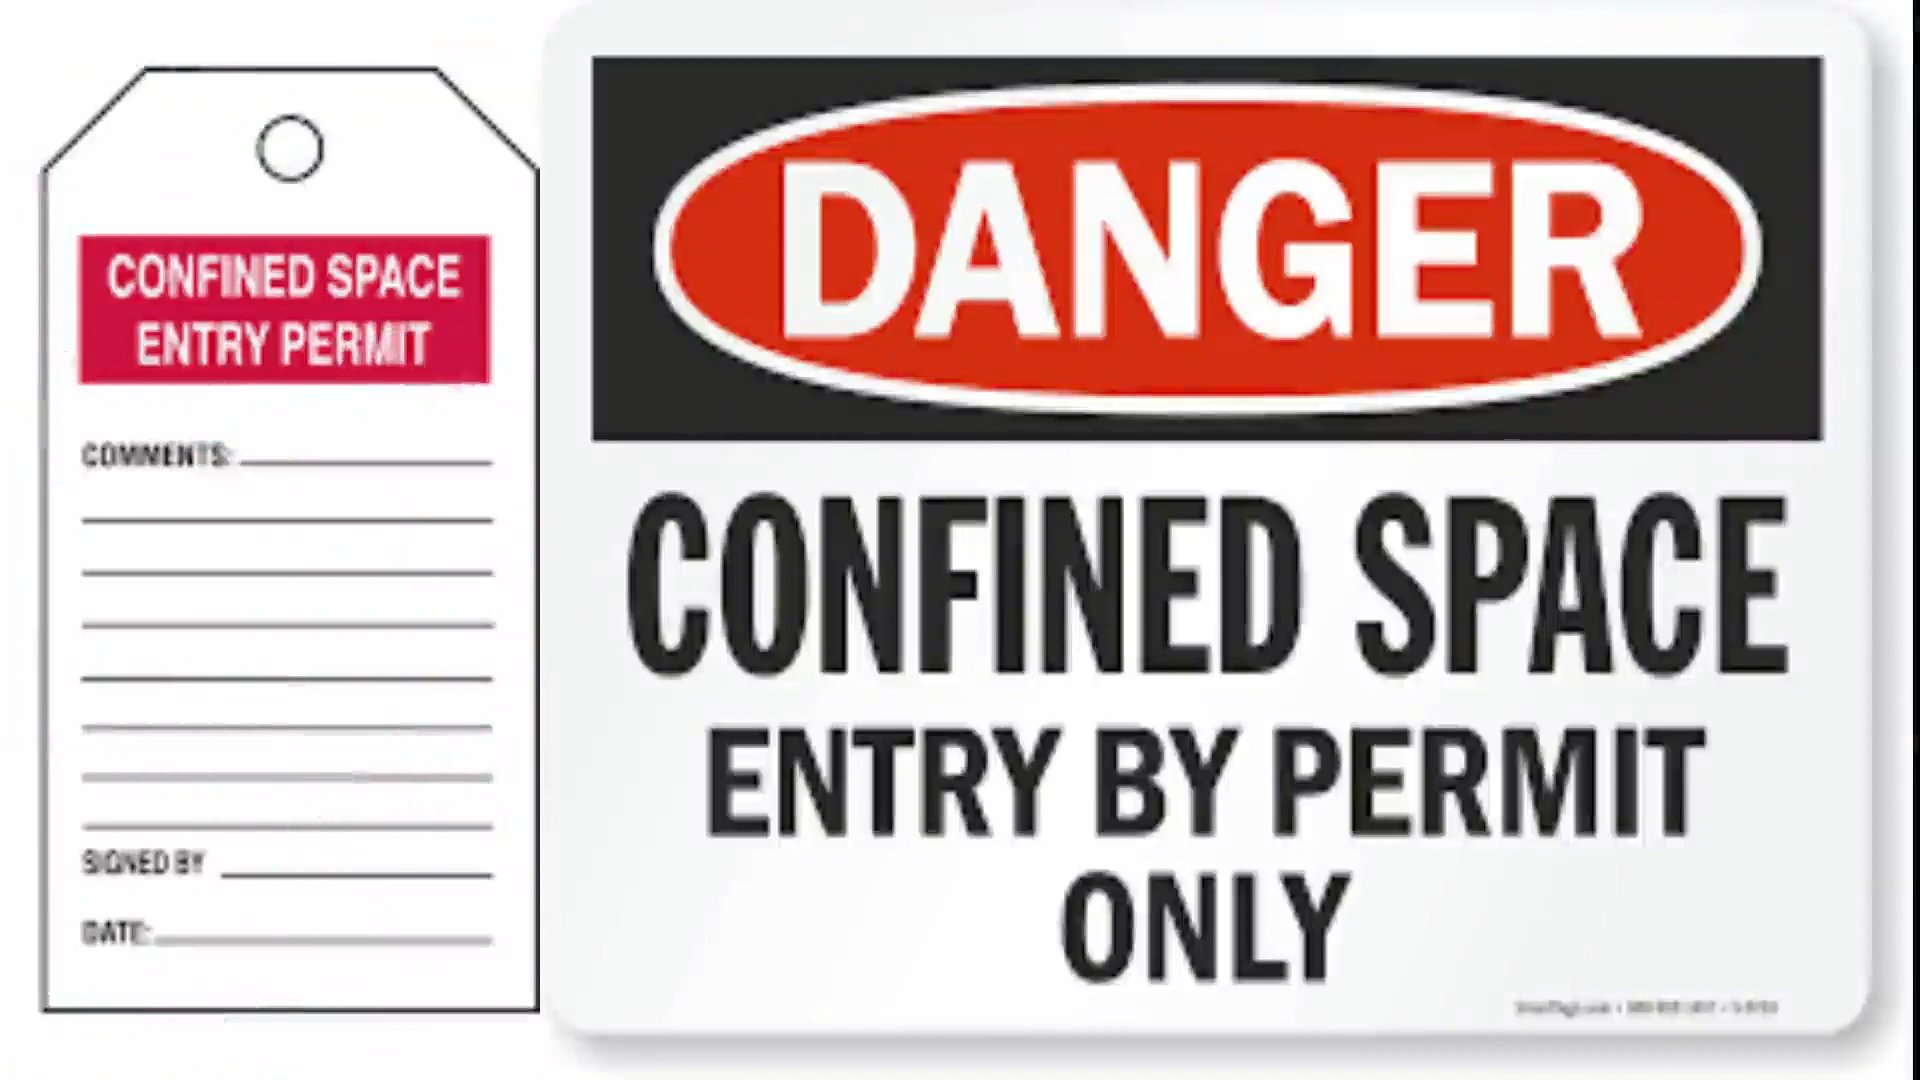 CONFINED SPACE
ENTRY PERMIT
COMMENTS:
SIGNED BY
DATE:
DANGER
CONFINED SPACE
ENTRY BY PERMIT
ONLY